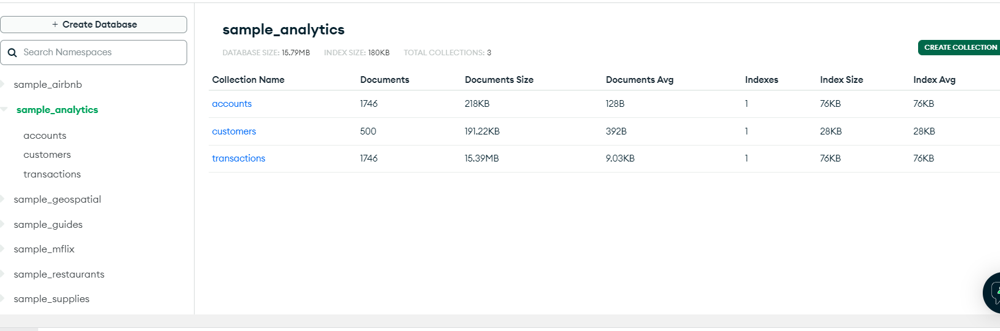 + Create Database
Search Namespaces
sample_airbnb
sample_analytics
accounts
customers
transactions
sample_geospatial
sample_guides
sample_mflix
sample_restaurants
sample_supplies
sample_analytics
DATABASE SIZE: 15.79MB INDEX SIZE: 180KB TOTAL COLLECTIONS: 3
CREATE COLLECTION
Collection Name Documents Documents Size Documents Avg Indexes Index Size Index Avg
accounts 1746 218KB 128B 1 76KB 76KB
customers 500 191.22KB 392B 1 28KB 28KB
transactions 1746 15.39MB 9.03KB 1 76KB 76KB